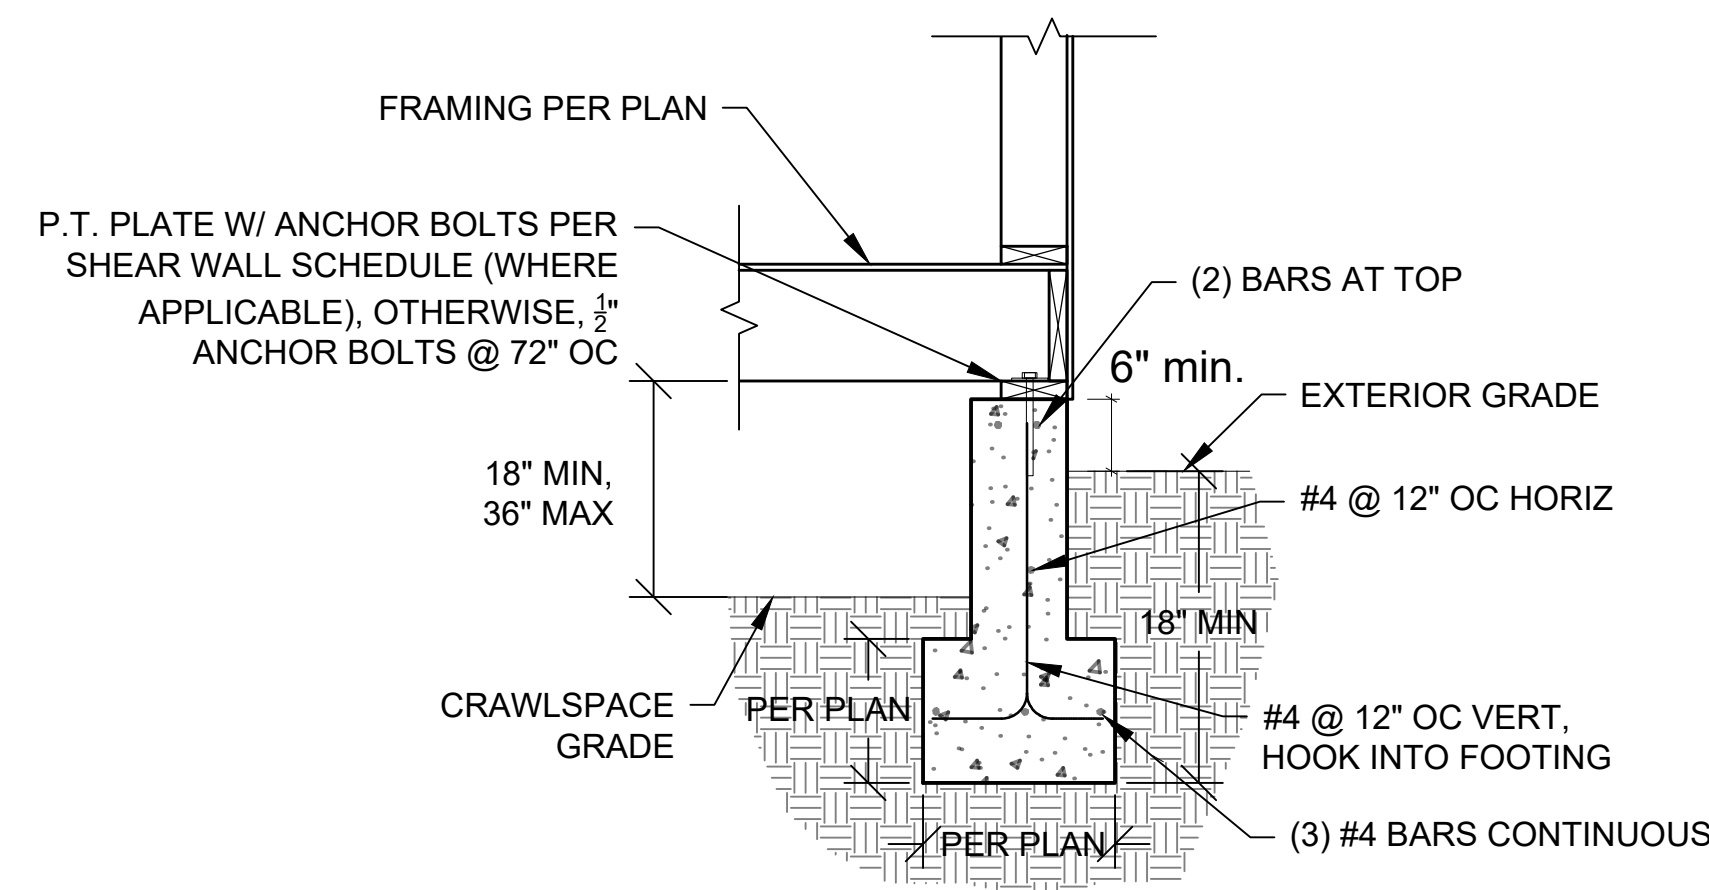 FRAMING PER PLAN
P.T. PLATE W/ ANCHOR BOLTS PER
SHEAR WALL SCHEDULE (WHERE
APPLICABLE), OTHERWISE, 1/2"
ANCHOR BOLTS @ 72" OC
(2) BARS AT TOP
6" min.
EXTERIOR GRADE
18" MIN,
36" MAX
#4 @ 12" OC HORIZ
18" MIN
CRAWLSPACE
GRADE
PER PLAN
#4 @ 12" OC VERT,
HOOK INTO FOOTING
PER PLAN
(3) #4 BARS CONTINUOUS